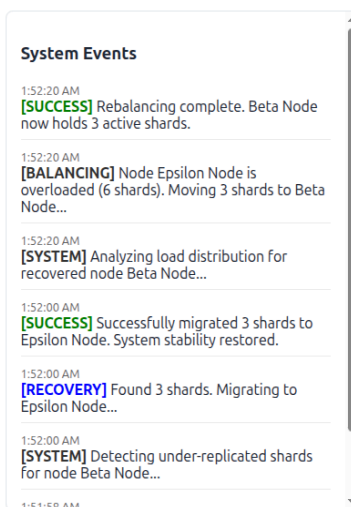 System Events
1:52:20 AM
[SUCCESS] Rebalancing complete. Beta Node
now holds 3 active shards.
1:52:20 AM
[BALANCING] Node Epsilon Node is
overloaded (6 shards). Moving 3 shards to Beta
Node...
1:52:20 AM
[SYSTEM] Analyzing load distribution for
recovered node Beta Node...
1:52:00 AM
[SUCCESS] Successfully migrated 3 shards to
Epsilon Node. System stability restored.
1:52:00 AM
[RECOVERY] Found 3 shards. Migrating to
Epsilon Node...
1:52:00 AM
[SYSTEM] Detecting under-replicated shards
for node Beta Node...
1:51:58 AM